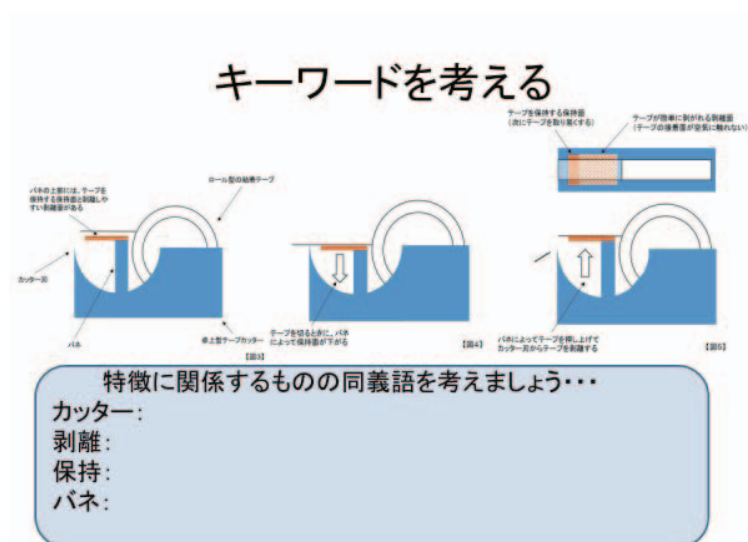 キーワードを考える
テープを保持する保持面
(次にテープを取り易くする)
テープが簡単に剥がれる剥離面
(テープの接着面が空気に触れない)
バネの上部には、テープを
保持する保持面と剥離しや
すい剥離面がある
ロール型の粘着テープ
カッター刃
バネ
卓上型テープカッター
【図3】
テープを切るときに、バネ
によって保持面が下がる
【図4】
バネによってテープを押し上げて
カッター刃からテープを剥離する
【図5】
特徴に関係するものの同義語を考えましょう・・・
カッター:
剥離:
保持:
バネ: